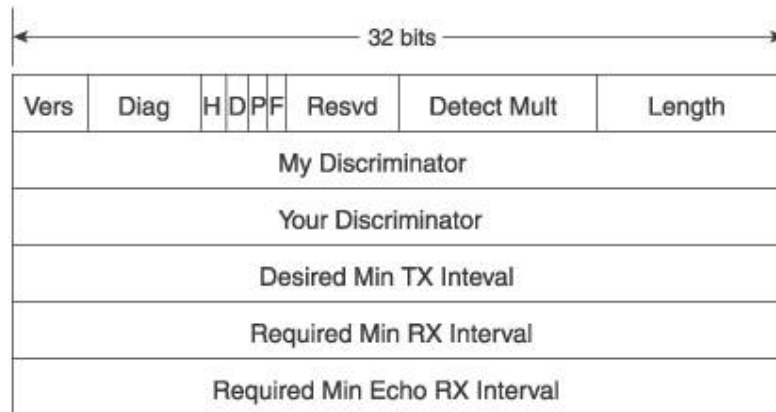 32 bits
Vers Diag H D P F Resvd Detect Mult Length
My Discriminator
Your Discriminator
Desired Min TX Inteval
Required Min RX Interval
Required Min Echo RX Interval